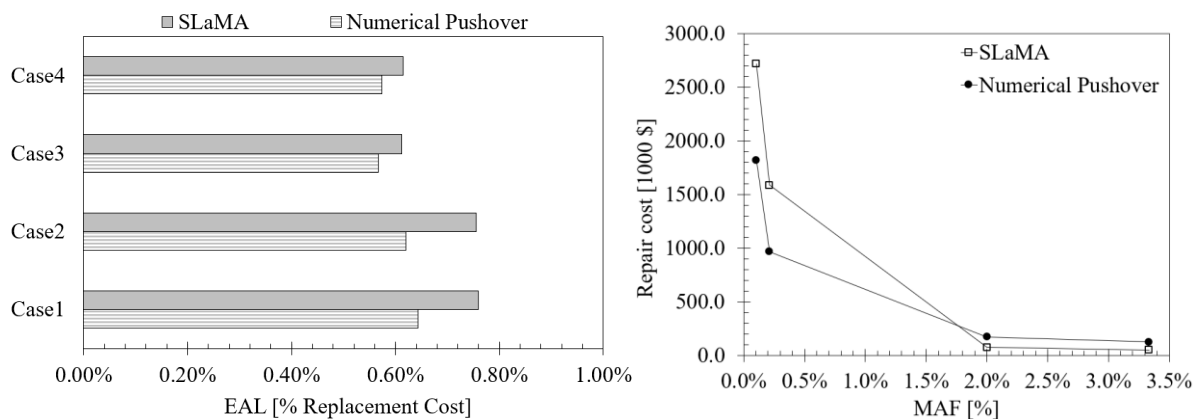 SLaMA
Numerical Pushover
Case4
Case3
Case2
Case1
0.00% 0.20% 0.40% 0.60% 0.80% 1.00%
EAL [% Replacement Cost]
3000.0
2500.0
2000.0
1500.0
1000.0
500.0
0.0
Repair cost [1000 $]
SLaMA
Numerical Pushover
0.0% 0.5% 1.0% 1.5% 2.0% 2.5% 3.0% 3.5%
MAF [%]